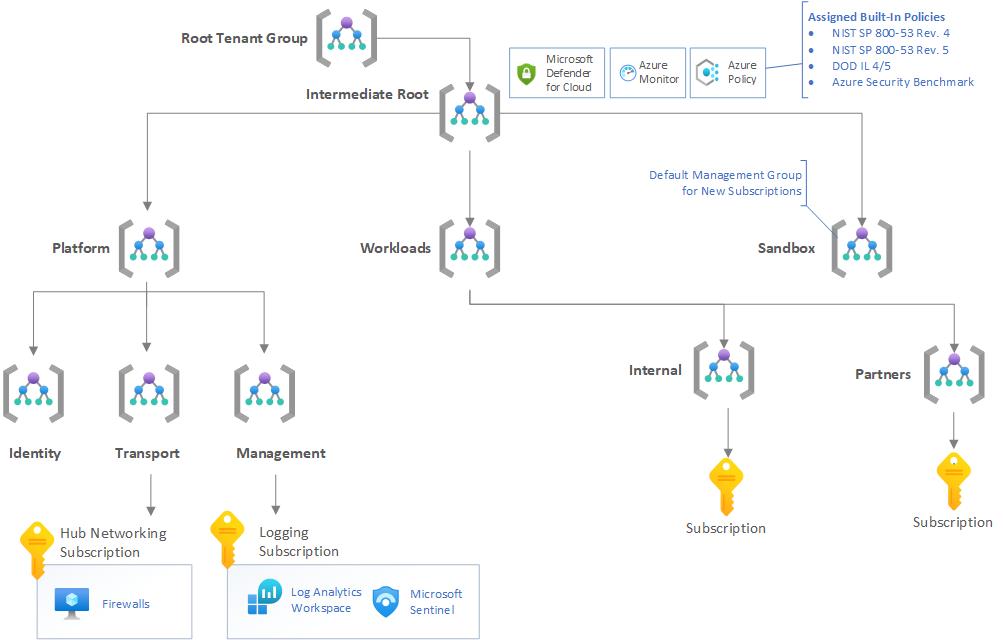 Root Tenant Group
Assigned Built-In Policies
• NIST SP 800-53 Rev. 4
• NIST SP 800-53 Rev. 5
• DOD IL 4/5
• Azure Security Benchmark
Microsoft
Defender
for Cloud
Azure
Monitor
Azure
Policy
Intermediate Root
Default Management Group
for New Subscriptions
Platform
Workloads
Sandbox
Internal
Partners
Identity
Transport
Management
Hub Networking
Subscription
Logging
Subscription
Subscription
Subscription
Firewalls
Log Analytics
Workspace
Microsoft
Sentinel